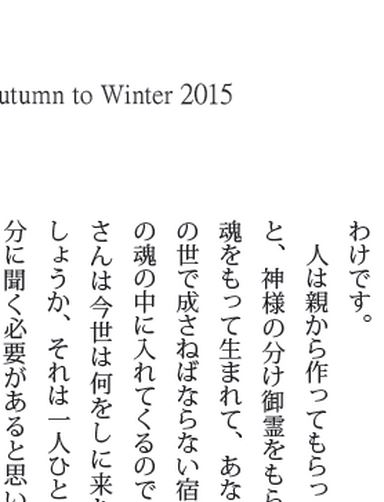 utumn to Winter 2015
わけです。
人は親から作ってもらっ
と、神様の分け御霊をもら
魂をもって生まれて、あな
の世で成さねばならない宿
の魂の中に入れてくるので
さんは今世は何をしに来
しょうか、それは一人ひと
分に聞く必要があると思い